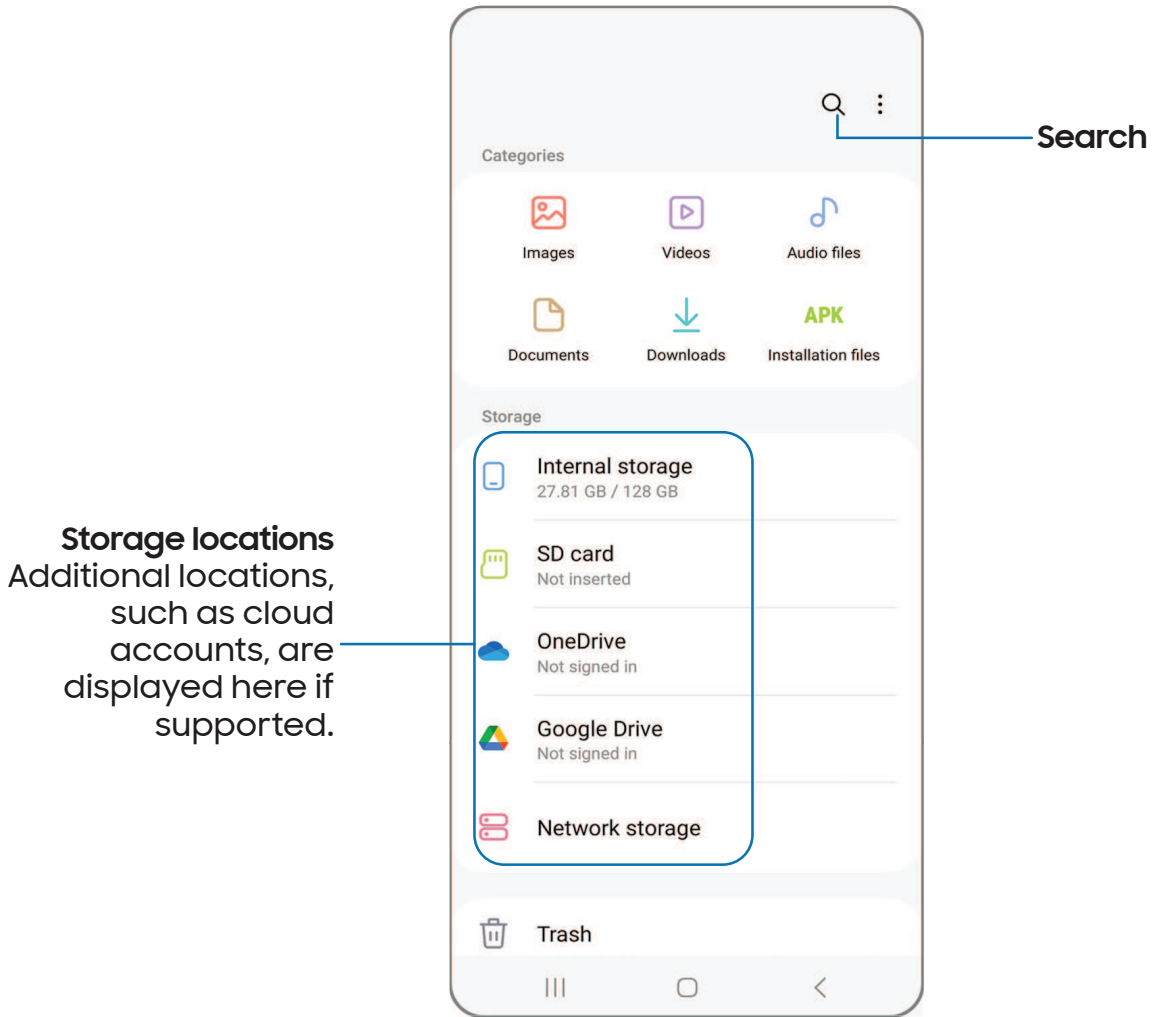 Search
Categories
Images Videos Audio files
APK
Documents Downloads Installation files
Storage
Internal storage
27.81 GB / 128 GB
SD card
Not inserted
OneDrive
Not signed in
Google Drive
Not signed in
Network storage
Trash
Storage locations
Additional locations,
such as cloud
accounts, are
displayed here if
supported.